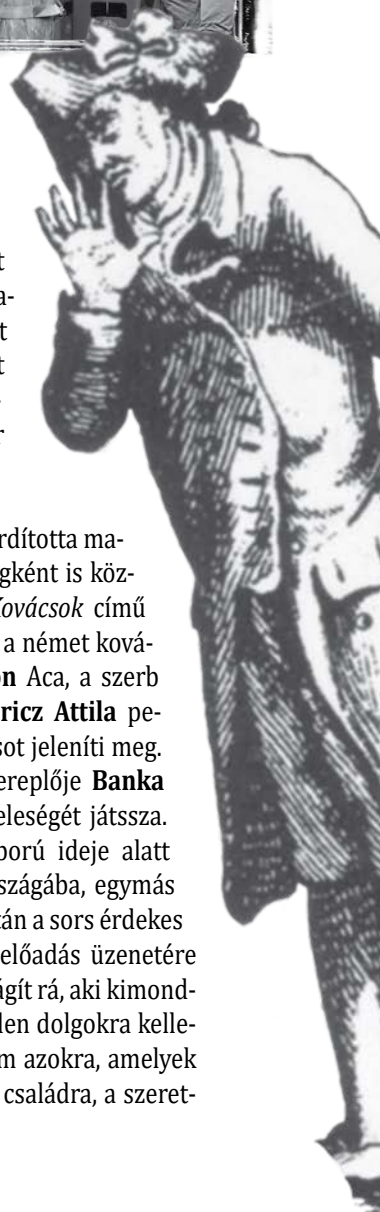 t
a-
t
t
r
rdította ma-
gként is köz-
Kovácsok című
a német ková-
n Aca, a szerb
ricz Attila pe-
sot jeleníti meg.
ereplője Banka
eleségét játssza.
ború ideje alatt
szágába, egymás
tán a sors érdekes
előadás üzenetére
ágít rá, aki kimond-
len dolgokra kelle-
m azokra, amelyek
családra, a szeret-